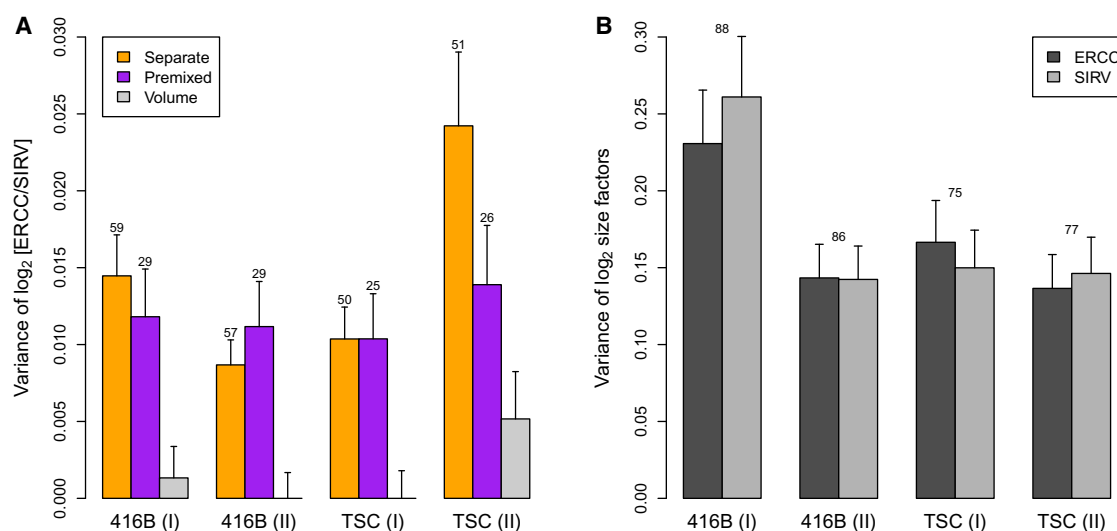 A
Variance of log2 [ERCC/SIRV]
0.030
0.025
0.020
0.015
0.010
0.005
0.000
Separate
Premixed
Volume
59
29
57
29
50
25
51
26
416B (I)
416B (II)
TSC (I)
TSC (II)
B
Variance of log2 size factors
0.30
0.25
0.20
0.15
0.10
0.05
0.00
ERCC
SIRV
88
86
75
77
416B (I)
416B (II)
TSC (I)
TSC (II)